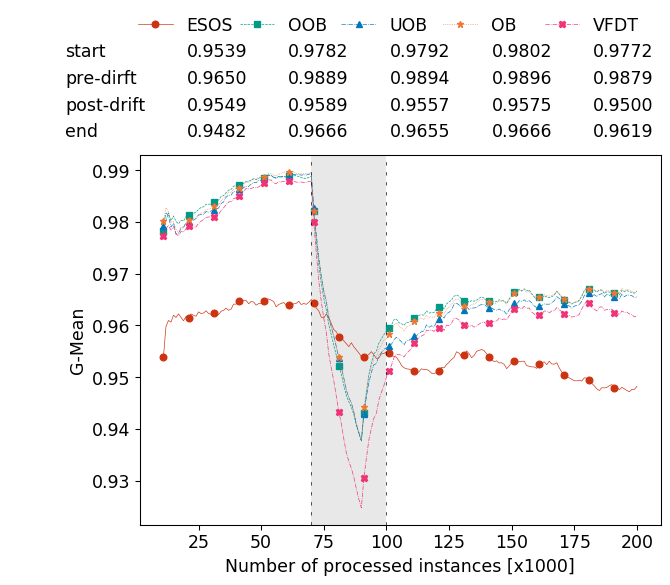 ESOS OOB UOB OB VFDT
start 0.9539 0.9782 0.9792 0.9802 0.9772
pre-dirft 0.9650 0.9889 0.9894 0.9896 0.9879
post-drift 0.9549 0.9589 0.9557 0.9575 0.9500
end 0.9482 0.9666 0.9655 0.9666 0.9619
0.99
0.98
0.97
0.96
0.95
0.94
0.93
G-Mean
25 50 75 100 125 150 175 200
Number of processed instances [x1000]